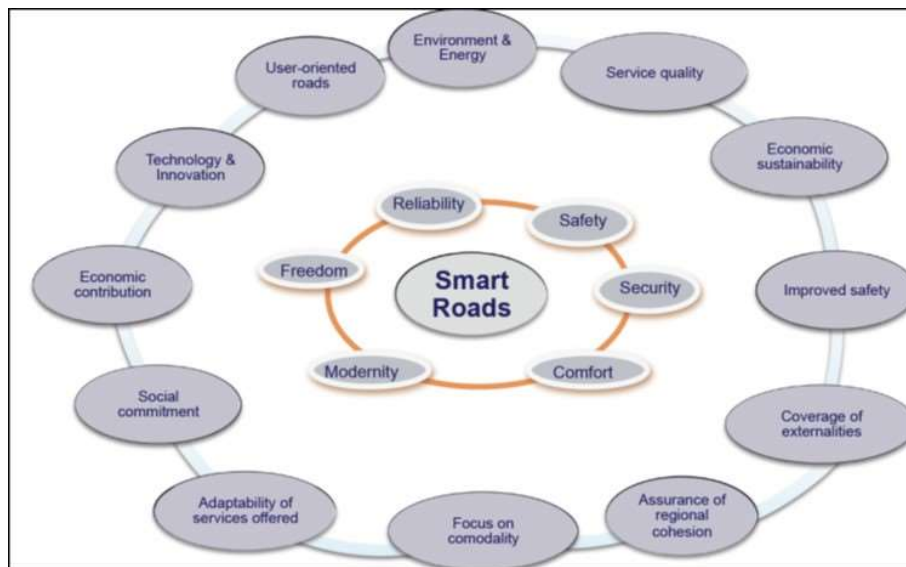 Environment &
Energy
User-oriented
roads
Service quality
Technology &
Innovation
Economic
sustainability
Reliability
Safety
Freedom
Smart
Roads
Security
Economic
contribution
Improved safety
Modernity
Comfort
Social
commitment
Coverage of
externalities
Adaptability of
services offered
Focus on
comodality
Assurance of
regional
cohesion